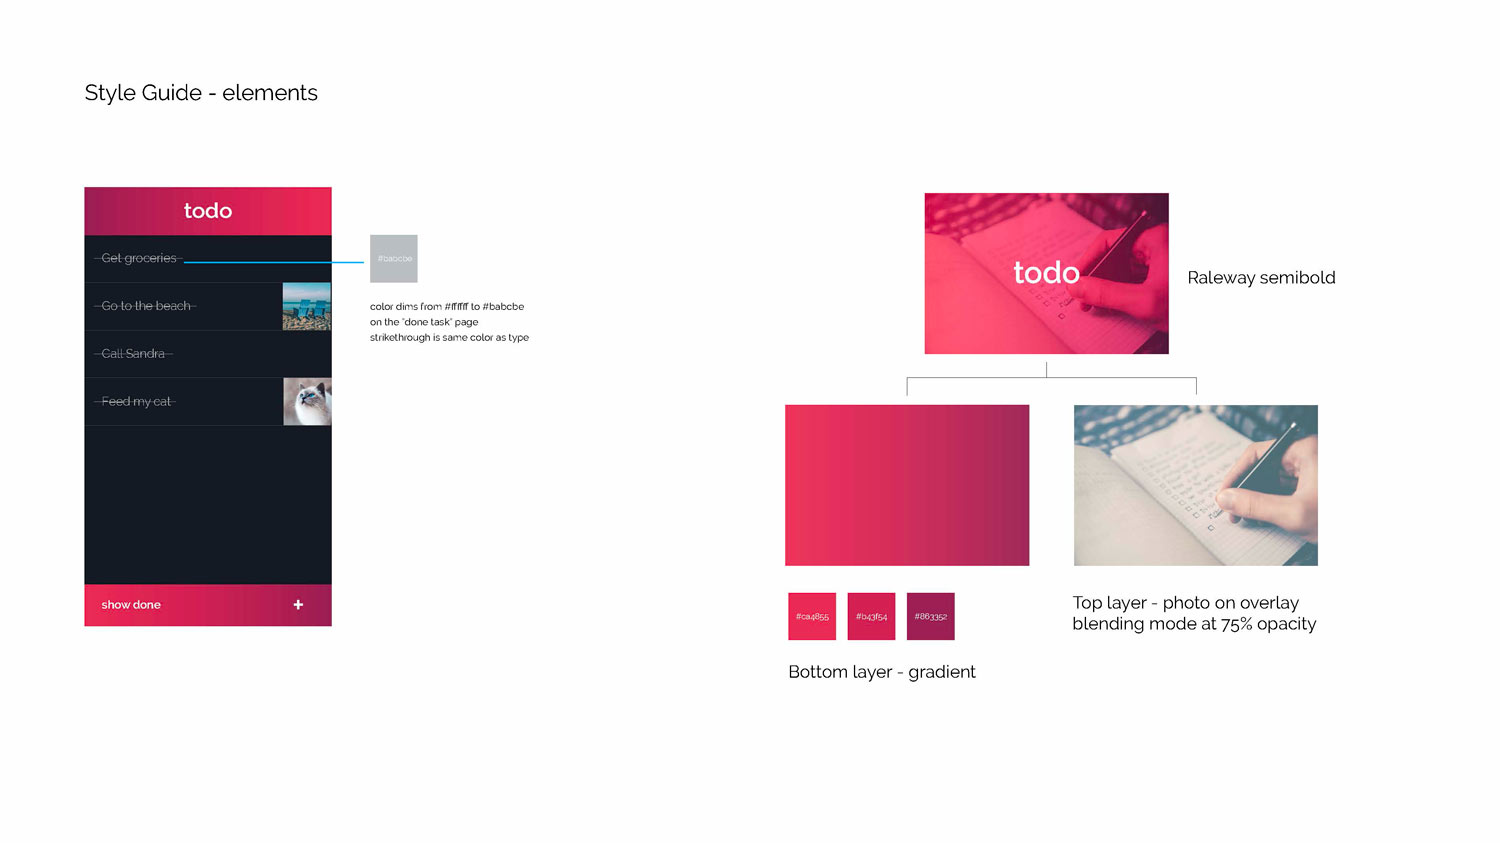 Style Guide - elements
todo
Get groceries
Go to the beach
Call Sandra
Feed my cat
show done
+
#babcbe
color dims from #ffffff to #babcbe
on the "done task" page
strikethrough is same color as type
todo
Raleway semibold
#ca4855
#b43f54
#863352
Bottom layer - gradient
Top layer - photo on overlay
blending mode at 75% opacity